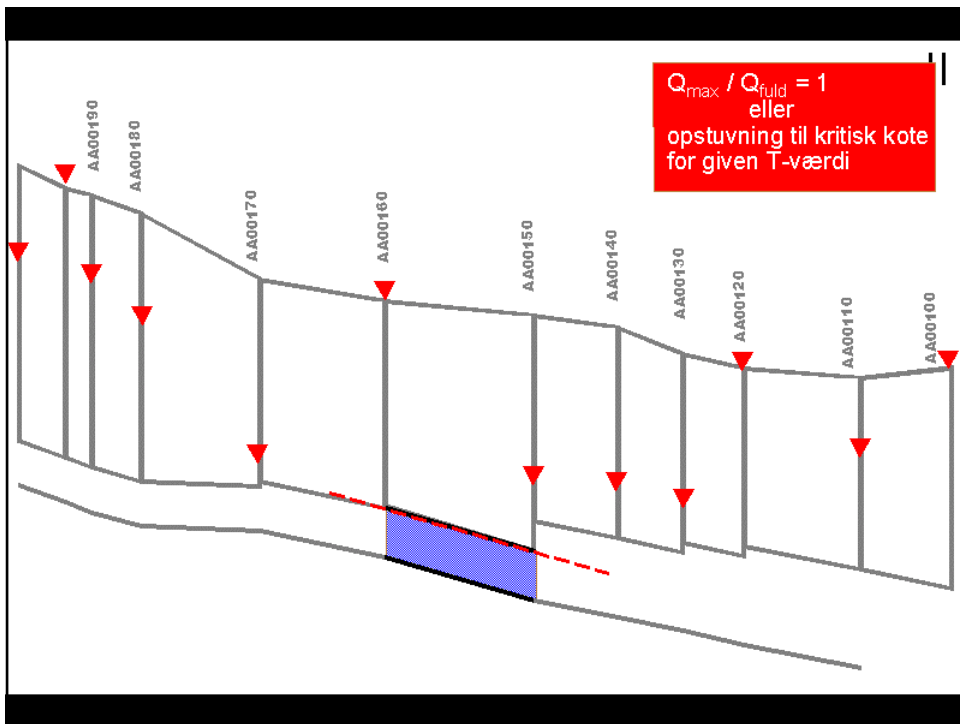 Q_max / Q_fuld = 1
eller
opstuvning til kritisk kote
for given T-værdi
AA00190
AA00180
AA00170
AA00160
AA00150
AA00140
AA00130
AA00120
AA00110
AA00100